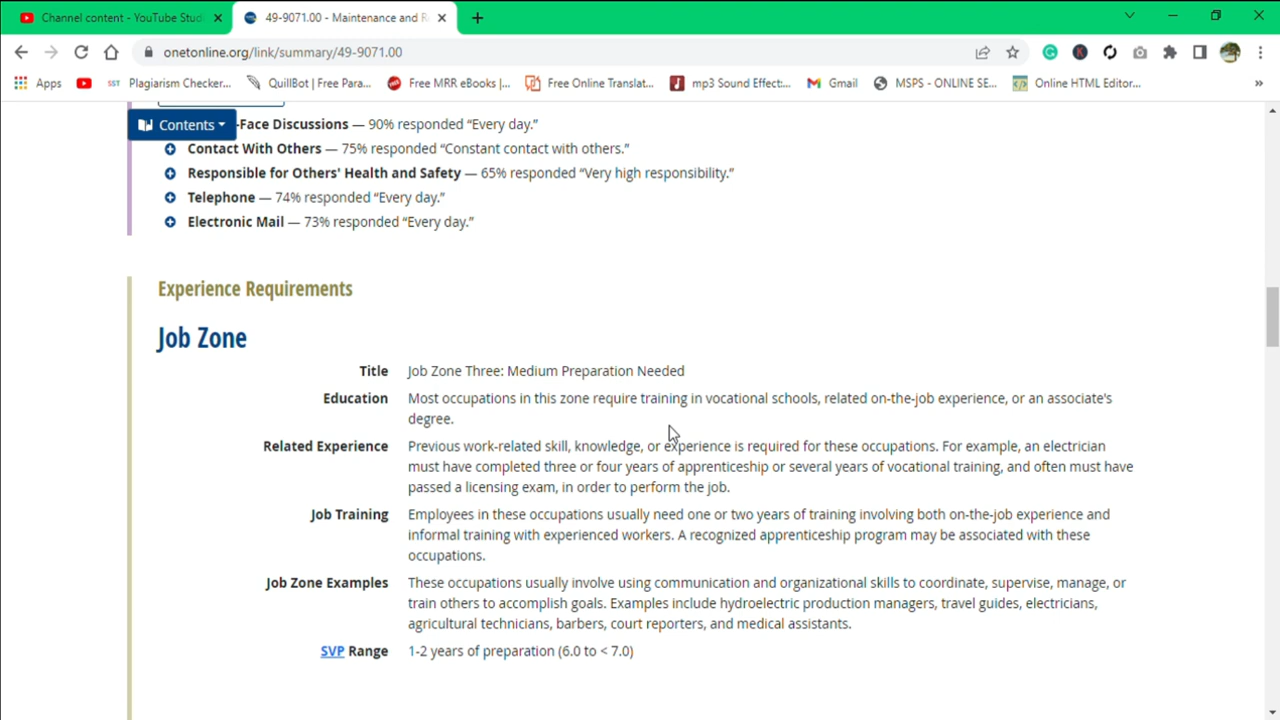 Channel content - YouTube Stud
49-9071.00 - Maintenance and R
onetonline.org/link/summary/49-9071.00
Apps
SST Plagiarism Checker...
QuillBot | Free Para...
Free MRR eBooks |...
Free Online Translat...
mp3 Sound Effect:...
Gmail
MSPS - ONLINE SE...
Online HTML Editor...
»
Contents
-Face Discussions — 90% responded “Every day.”
Contact With Others — 75% responded “Constant contact with others.”
Responsible for Others' Health and Safety — 65% responded “Very high responsibility.”
Telephone — 74% responded “Every day.”
Electronic Mail — 73% responded “Every day.”
Experience Requirements
Job Zone
Title Job Zone Three: Medium Preparation Needed
Education Most occupations in this zone require training in vocational schools, related on-the-job experience, or an associate's
degree.
Related Experience Previous work-related skill, knowledge, or experience is required for these occupations. For example, an electrician
must have completed three or four years of apprenticeship or several years of vocational training, and often must have
passed a licensing exam, in order to perform the job.
Job Training Employees in these occupations usually need one or two years of training involving both on-the-job experience and
informal training with experienced workers. A recognized apprenticeship program may be associated with these
occupations.
Job Zone Examples These occupations usually involve using communication and organizational skills to coordinate, supervise, manage, or
train others to accomplish goals. Examples include hydroelectric production managers, travel guides, electricians,
agricultural technicians, barbers, court reporters, and medical assistants.
SVP Range 1-2 years of preparation (6.0 to < 7.0)